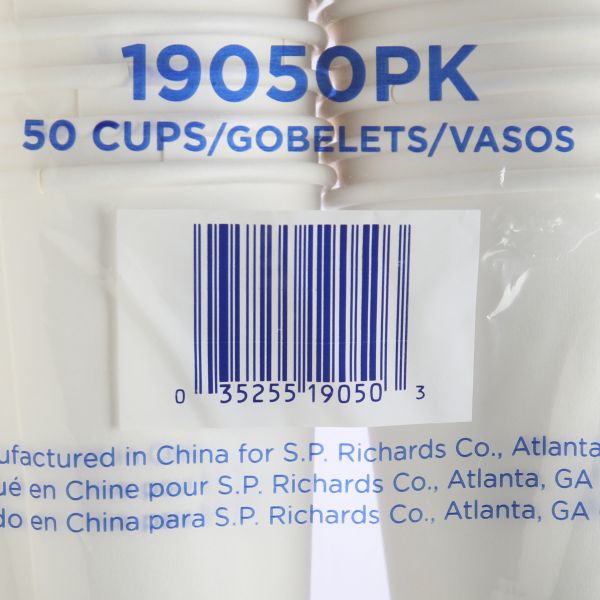 19050PK
50 CUPS/GOBELETS/VASOS
0 35255 19050 3
ufactured in China for S.P. Richards Co., Atlanta
ué en Chine pour S.P. Richards Co., Atlanta, GA
do en China para S.P. Richards Co., Atlanta, GA